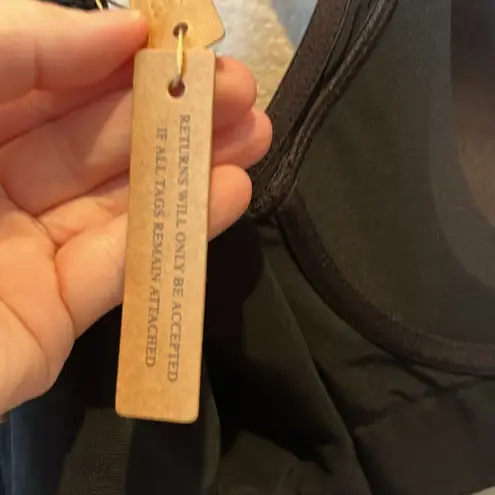 RETURNS WILL ONLY BE ACCEPTED
IF ALL TAGS REMAIN ATTACHED